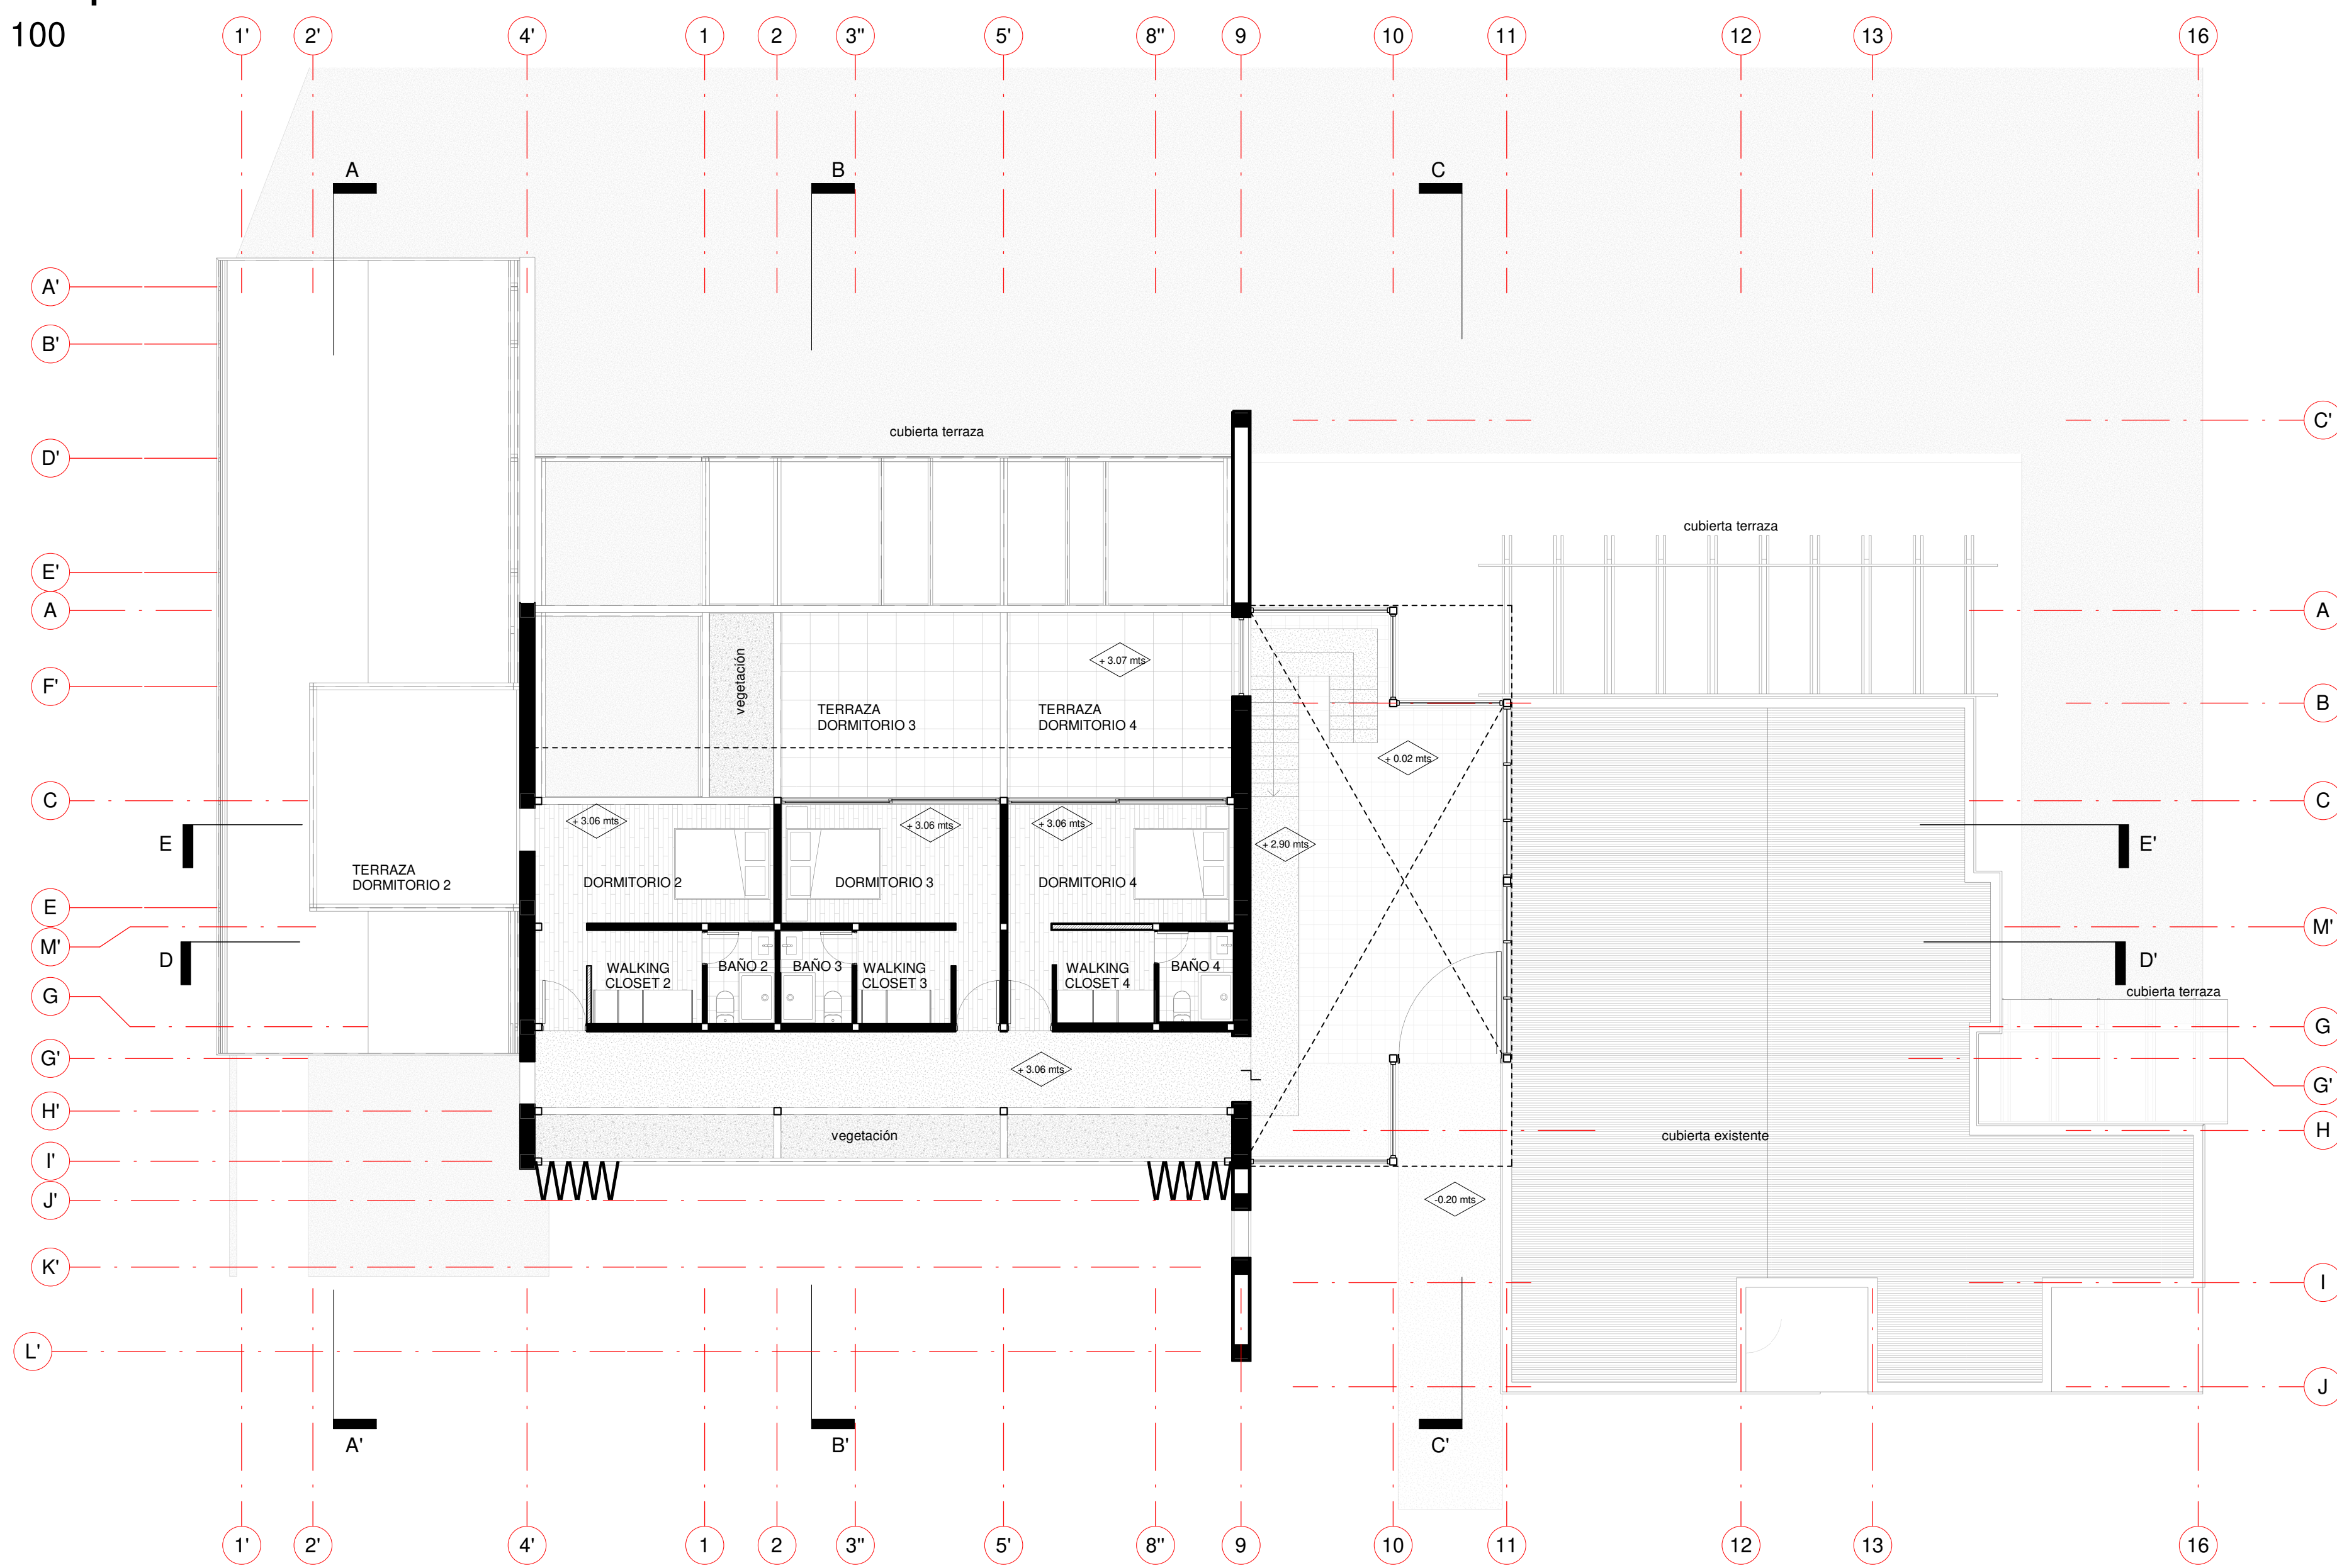 100
1' 2' 4' 1 2 3" 5' 8" 9 10 11 12 13 16
A B C
A'
B'
C'
cubierta terraza
D'
cubierta terraza
E'
A A
+ 3.07 mts
vegetación
F' B
TERRAZA
DORMITORIO 3
TERRAZA
DORMITORIO 4
+ 0.02 mts
C C
+ 3.06 mts + 3.06 mts + 3.06 mts
E + 2.90 mts E'
TERRAZA
DORMITORIO 2
DORMITORIO 2 DORMITORIO 3 DORMITORIO 4
E
M' M'
D D'
WALKING
CLOSET 2
BAÑO 2 BAÑO 3
WALKING
CLOSET 3
WALKING
CLOSET 4
BAÑO 4
cubierta terraza
G G
G' + 3.06 mts G'
H' H
vegetación cubierta existente
I'
J' -0.20 mts
K' I
L' J
A' B' C'
1' 2' 4' 1 2 3" 5' 8" 9 10 11 12 13 16